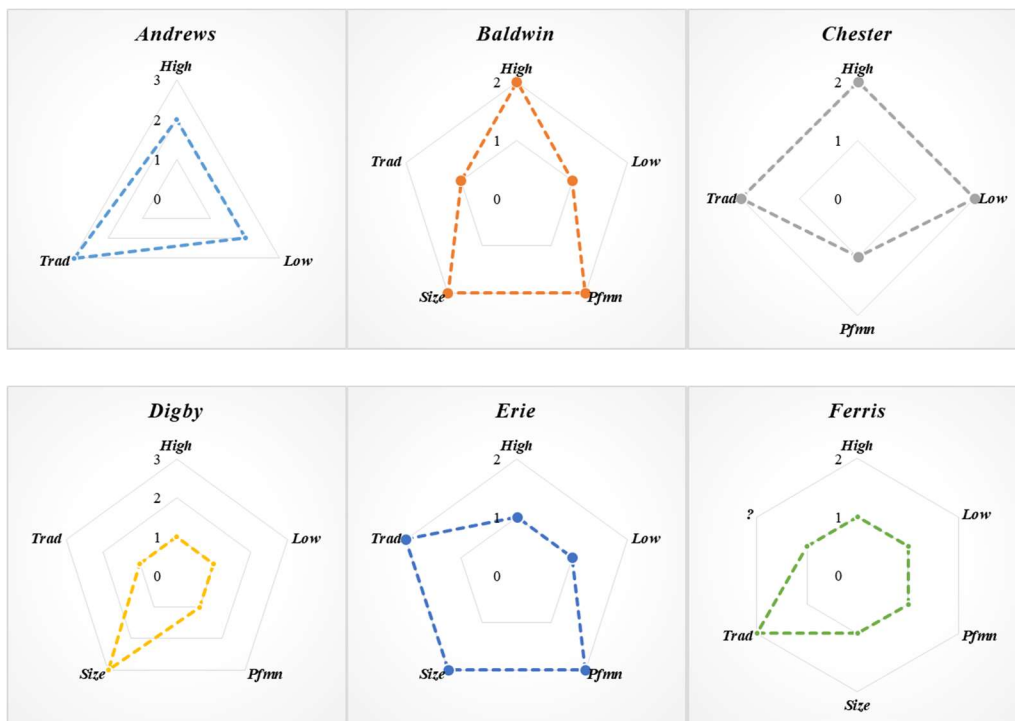 Andrews
High
3
2
1
0
Trad
Low
Baldwin
High
2
1
0
Trad
Low
Size
Pfmn
Chester
High
2
1
0
Trad
Low
Pfmn
Digby
High
3
2
1
0
Trad
Low
Size
Pfmn
Erie
High
2
1
0
Trad
Low
Size
Pfmn
Ferris
High
2
1
0
?
Low
Trad
Pfmn
Size